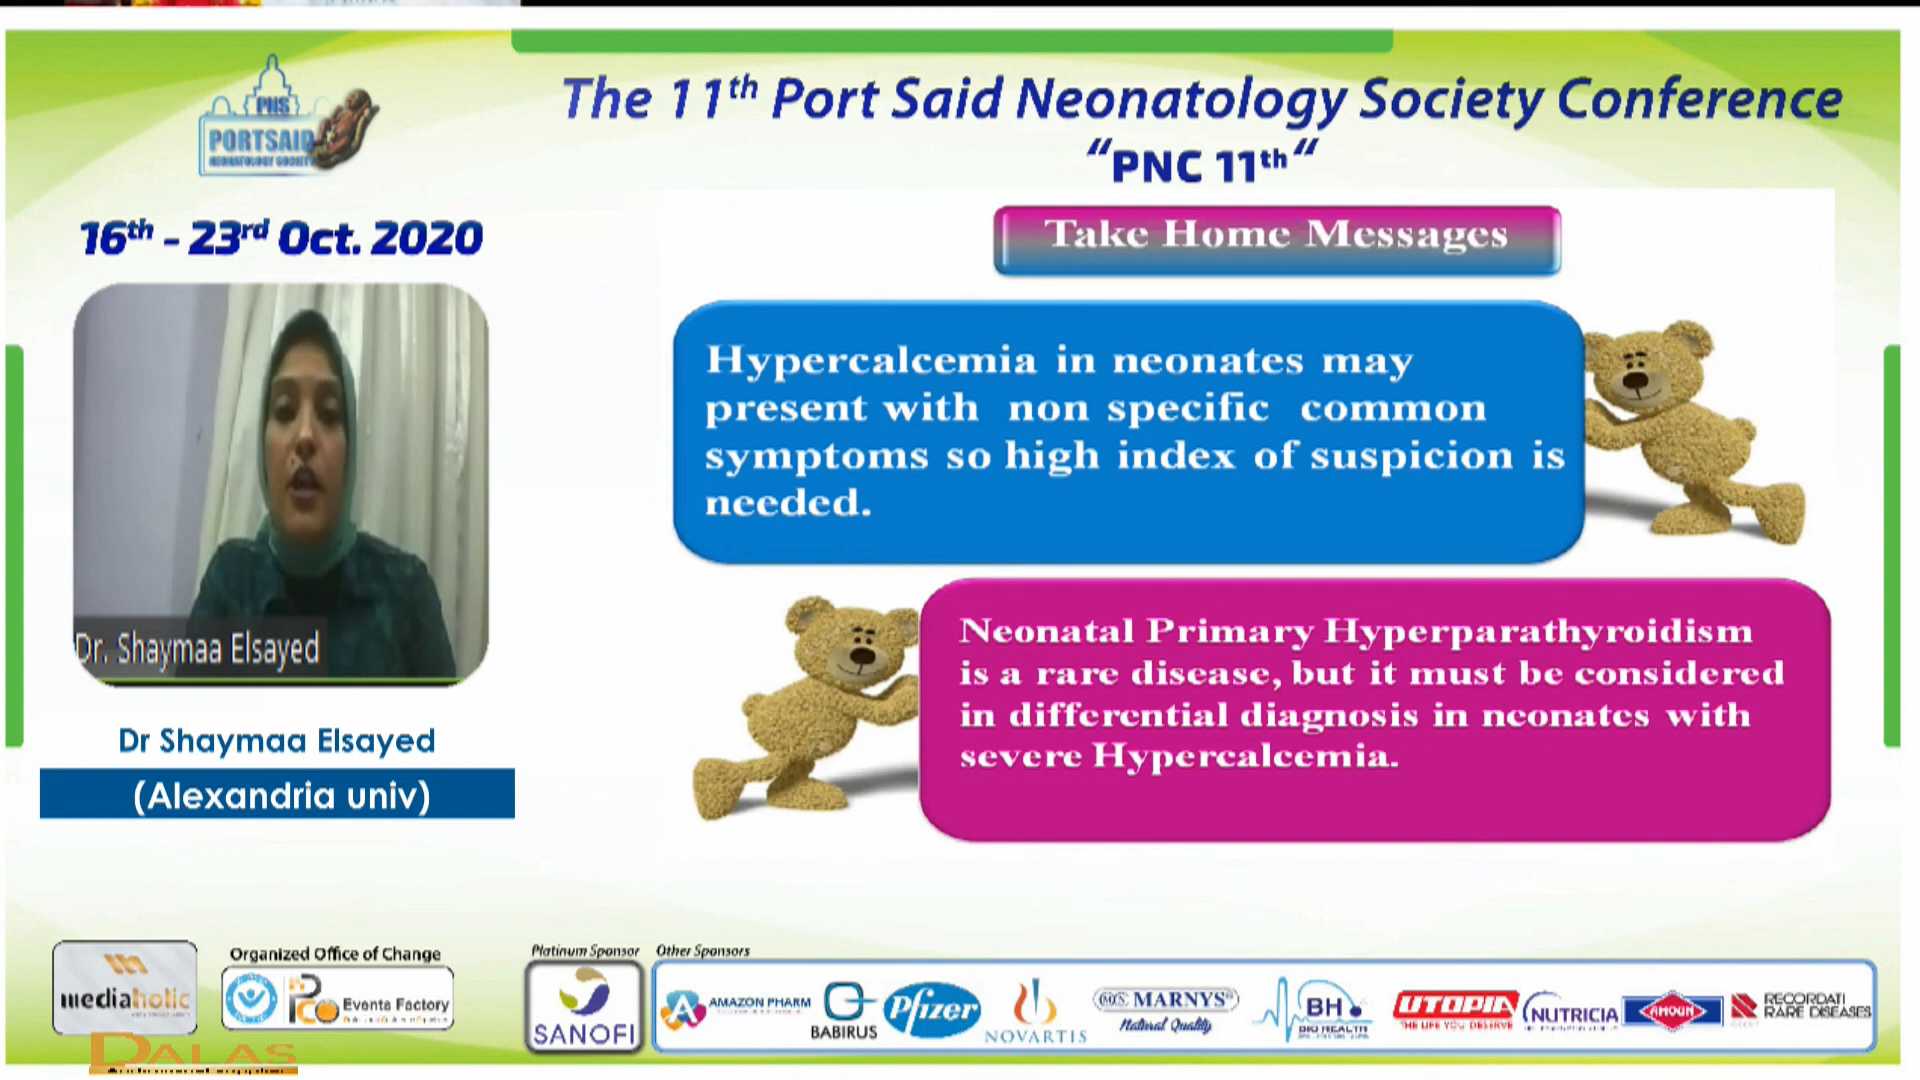 The 11th Port Said Neonatology Society Conference
"PNC 11th"
PNS
PORTSAID
NEONATOLOGY SOCIETY
16th - 23rd Oct. 2020
Dr. Shaymaa Elsayed
Dr Shaymaa Elsayed
(Alexandria univ)
Take Home Messages
Hypercalcemia in neonates may
present with non specific common
symptoms so high index of suspicion is
needed.
Neonatal Primary Hyperparathyroidism
is a rare disease, but it must be considered
in differential diagnosis in neonates with
severe Hypercalcemia.
mediaholic
Organized Office of Change
Events Factory
Platinum Sponsor
SANOFI
Other Sponsors
AMAZON PHARM
BABIRUS
Pfizer
NOVARTIS
MARNYS
Natural Quality
BH
BIO HEALTH
UTOPIA
THE LIFE YOU DESERVE
NUTRICIA
AMOUN
RECORDATI
RARE DISEASES
DALAS